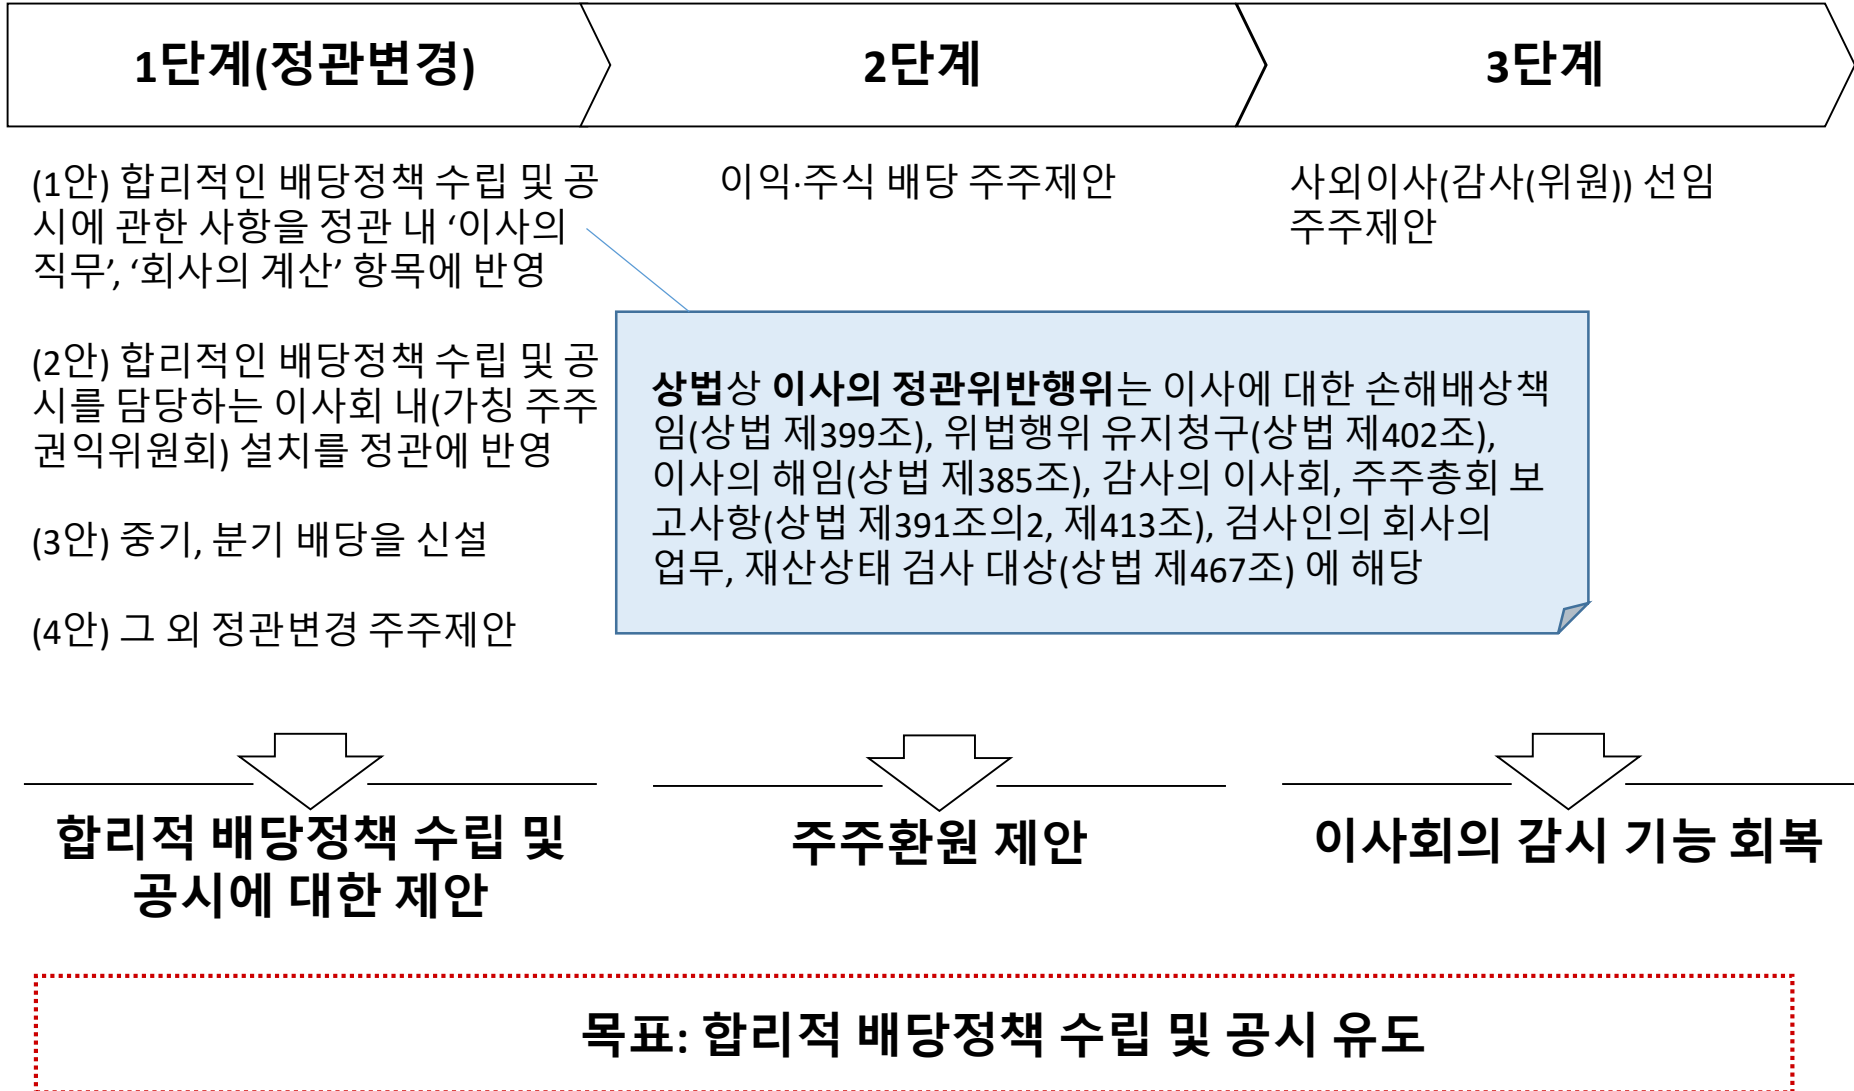 1단계(정관변경)
2단계
3단계
(1안) 합리적인 배당정책 수립 및 공
시에 관한 사항을 정관 내 ‘이사의
직무’, ‘회사의 계산’ 항목에 반영
(2안) 합리적인 배당정책 수립 및 공
시를 담당하는 이사회 내(가칭 주주
권익위원회) 설치를 정관에 반영
(3안) 중기, 분기 배당을 신설
(4안) 그 외 정관변경 주주제안
이익·주식 배당 주주제안
사외이사(감사(위원)) 선임
주주제안
상법상 이사의 정관위반행위는 이사에 대한 손해배상책
임(상법 제399조), 위법행위 유지청구(상법 제402조),
이사의 해임(상법 제385조), 감사의 이사회, 주주총회 보
고사항(상법 제391조의2, 제413조), 검사인의 회사의
업무, 재산상태 검사 대상(상법 제467조) 에 해당
합리적 배당정책 수립 및
공시에 대한 제안
주주환원 제안
이사회의 감시 기능 회복
목표: 합리적 배당정책 수립 및 공시 유도